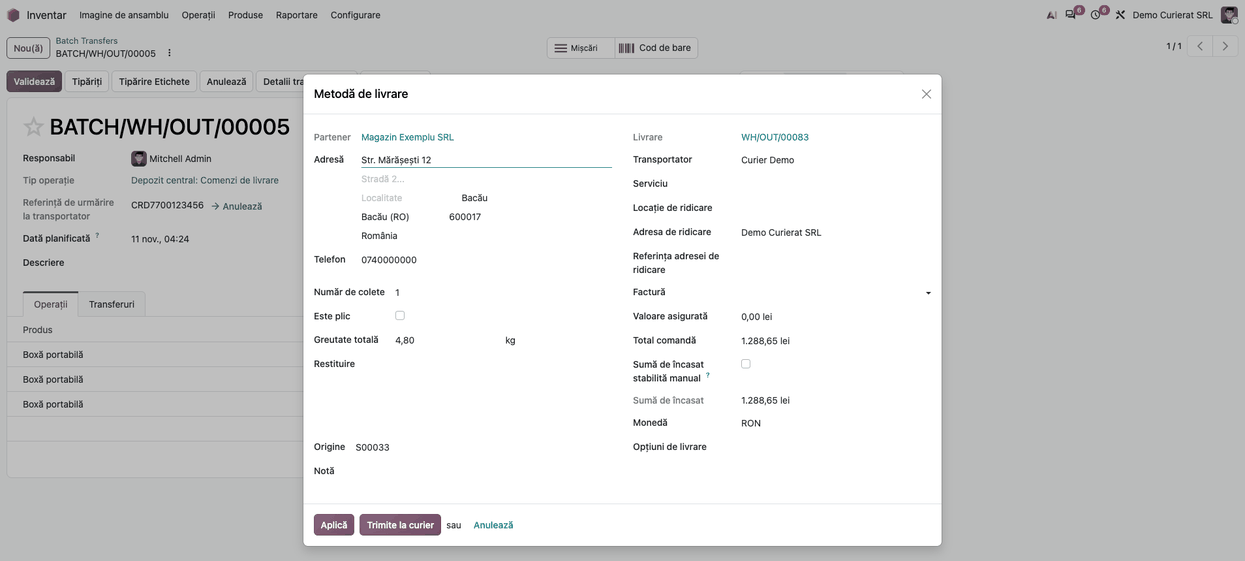 Inventar
Imagine de ansamblu
Operații
Produse
Raportare
Configurare
AI
6
6
Demo Curierat SRL
Nou(ă)
Batch Transfers
BATCH/WH/OUT/00005
Mișcări
Cod de bare
1 / 1
Validează
Tipăriți
Tipărire Etichete
Anulează
Detalii tra
BATCH/WH/OUT/00005
Responsabil
Mitchell Admin
Tip operație
Depozit central: Comenzi de livrare
Referință de urmărire
la transportator
CRD7700123456
Anulează
Dată planificată ?
11 nov., 04:24
Descriere
Operații
Transferuri
Produs
Boxă portabilă
Boxă portabilă
Boxă portabilă
Metodă de livrare
Partener
Magazin Exemplu SRL
Adresă
Str. Mărășești 12
Stradă 2...
Localitate
Bacău
Bacău (RO)
600017
România
Telefon
0740000000
Număr de colete
1
Este plic
Greutate totală
4,80
kg
Restituire
Origine
S00033
Notă
Livrare
WH/OUT/00083
Transportator
Curier Demo
Serviciu
Locație de ridicare
Adresa de ridicare
Demo Curierat SRL
Referința adresei de
ridicare
Factură
Valoare asigurată
0,00 lei
Total comandă
1.288,65 lei
Sumă de încasat
stabilită manual ?
Sumă de încasat
1.288,65 lei
Monedă
RON
Opțiuni de livrare
Aplică
Trimite la curier
sau
Anulează